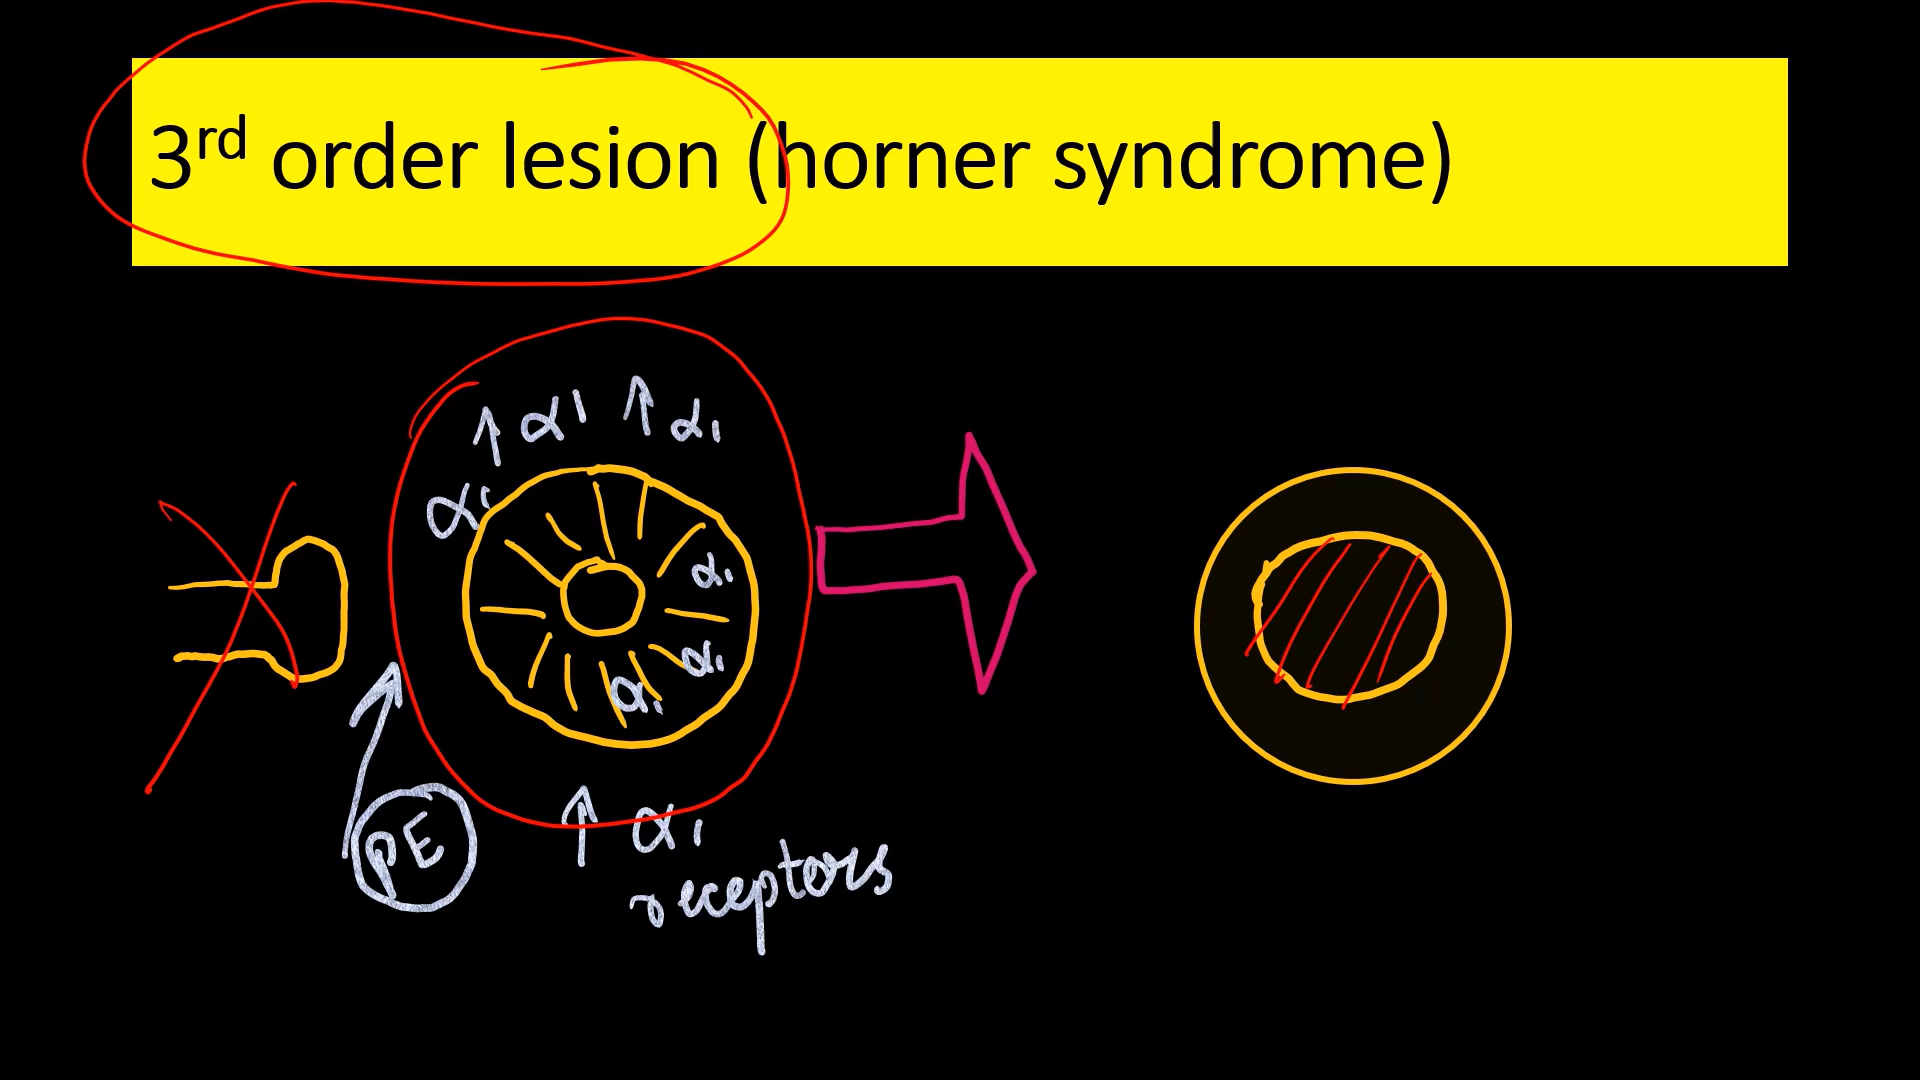 3rd order lesion (horner syndrome)
↑ α1 ↑ α1
α1
α1
α1
α1
PE
↑ α1
receptors